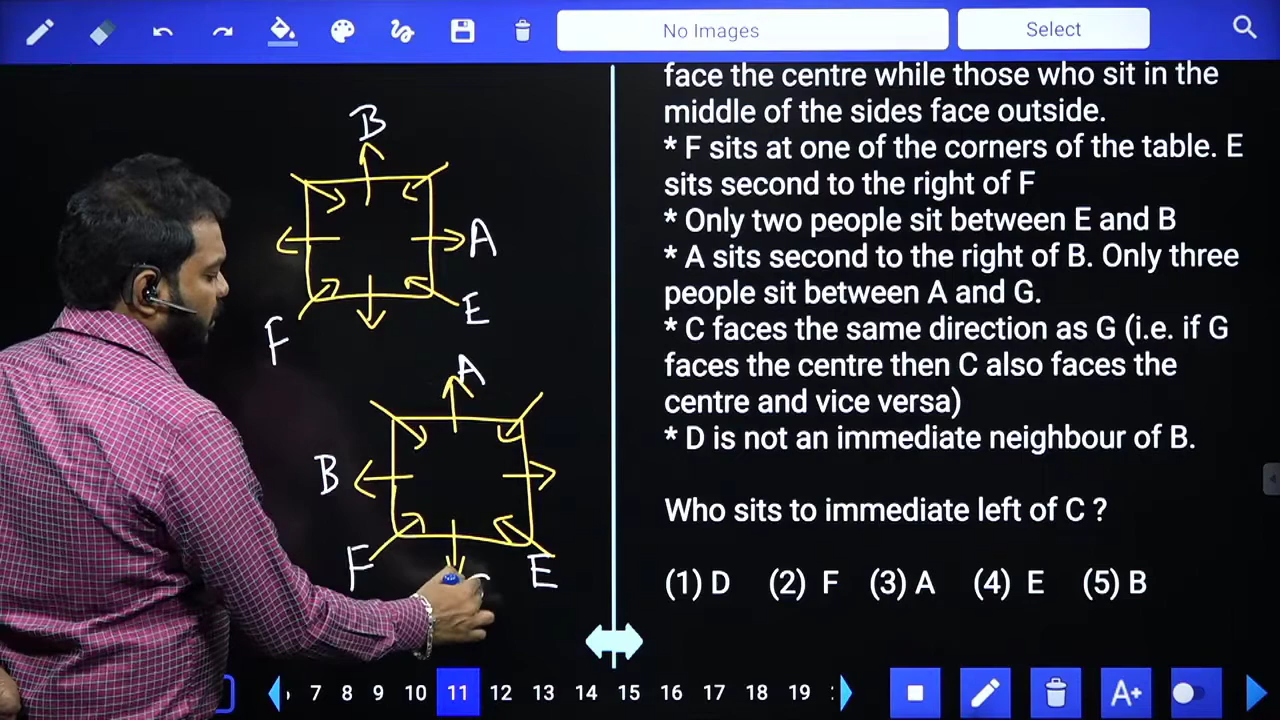 No Images
Select
B
A
F
E
A
B
F
E
face the centre while those who sit in the
middle of the sides face outside.
* F sits at one of the corners of the table. E
sits second to the right of F
* Only two people sit between E and B
* A sits second to the right of B. Only three
people sit between A and G.
* C faces the same direction as G (i.e. if G
faces the centre then C also faces the
centre and vice versa)
* D is not an immediate neighbour of B.
Who sits to immediate left of C ?
(1) D (2) F (3) A (4) E (5) B
7 8 9 10 11 12 13 14 15 16 17 18 19
A+